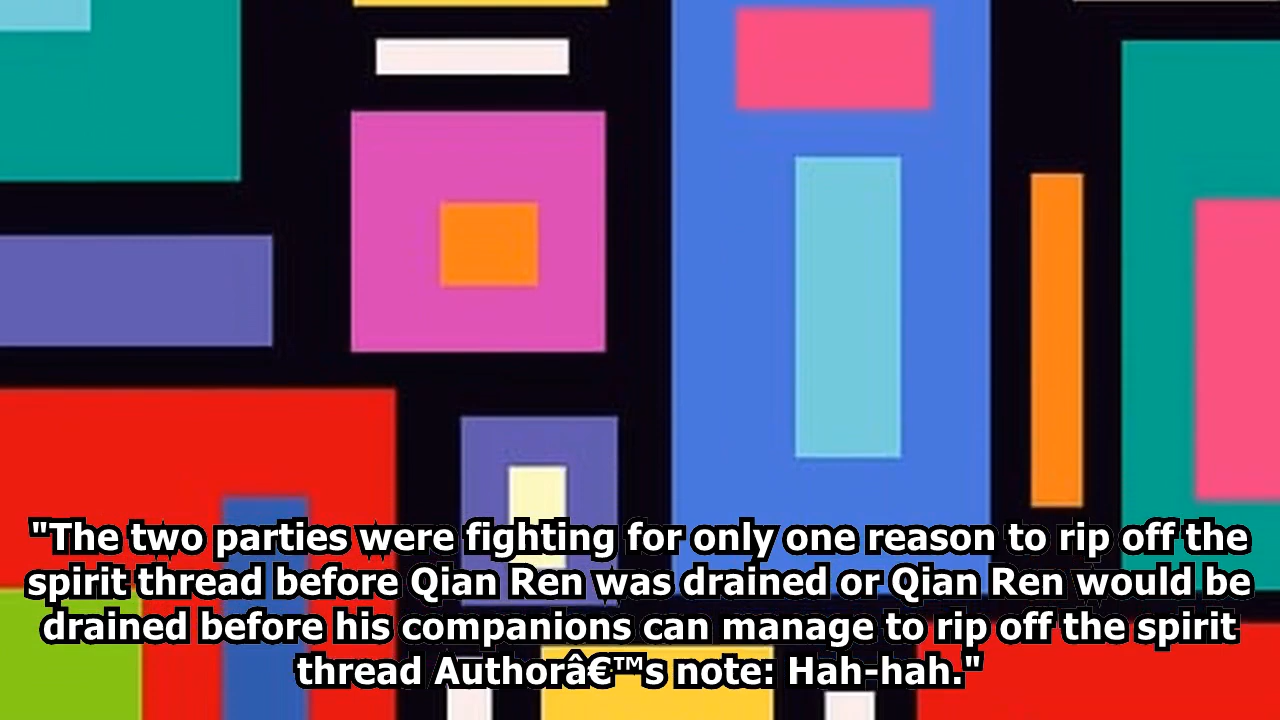 "The two parties were fighting for only one reason to rip off the
spirit thread before Qian Ren was drained or Qian Ren would be
drained before his companions can manage to rip off the spirit
thread Authorâ€™s note: Hah-hah."